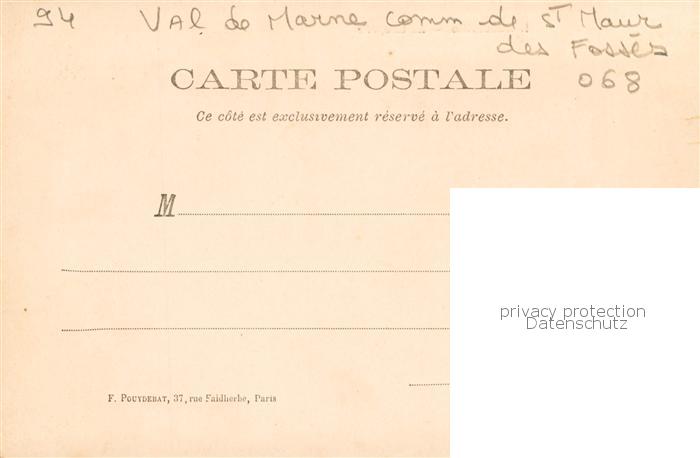 94 Val de Marne comm de St Maur
des Fossés
CARTE POSTALE 068
Ce côté est exclusivement réservé à l'adresse.
M
privacy protection
Datenschutz
F. POUYDEBAT, 37, rue Faidherbe, Paris